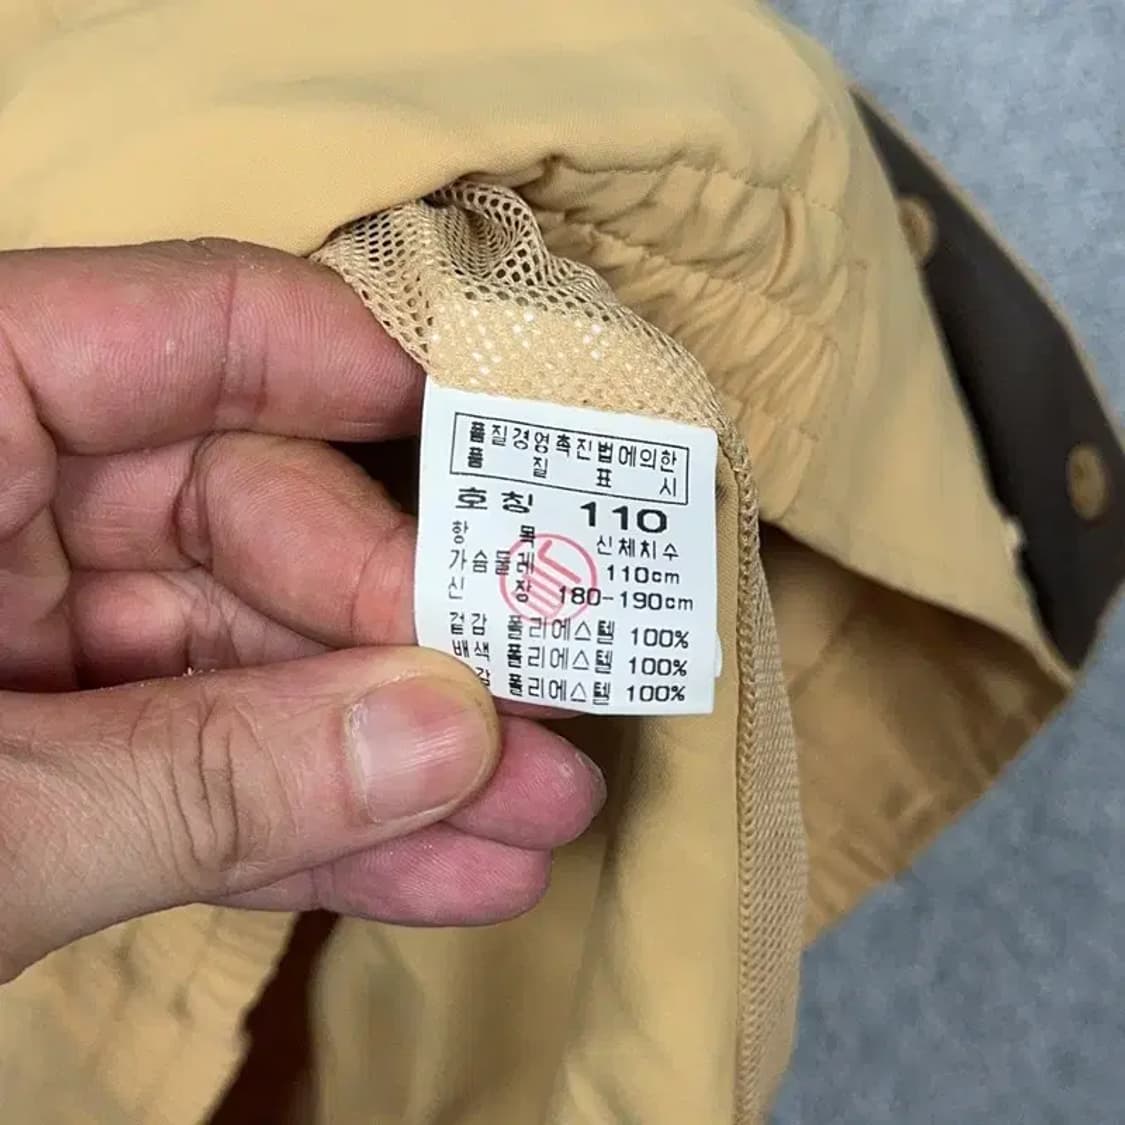 품질경영촉진법에의한
품 질 표 시
호칭 110
항 목 신체치수
가슴둘레 110cm
신 장 180-190cm
겉감 폴리에스텔 100%
배색 폴리에스텔 100%
감 폴리에스텔 100%